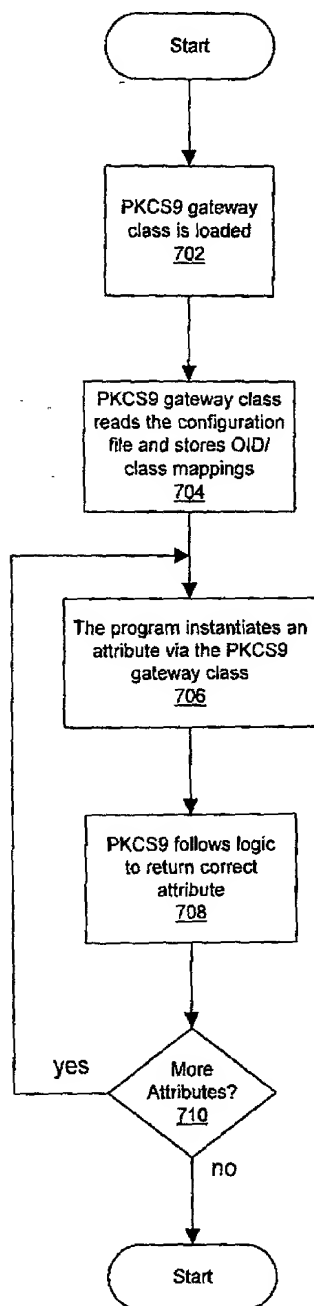 Start
PKCS9 gateway
class is loaded
702
PKCS9 gateway class
reads the configuration
file and stores OID/
class mappings
704
The program instantiates an
attribute via the PKCS9
gateway class
706
PKCS9 follows logic
to return correct
attribute
708
yes
More
Attributes?
710
no
Start